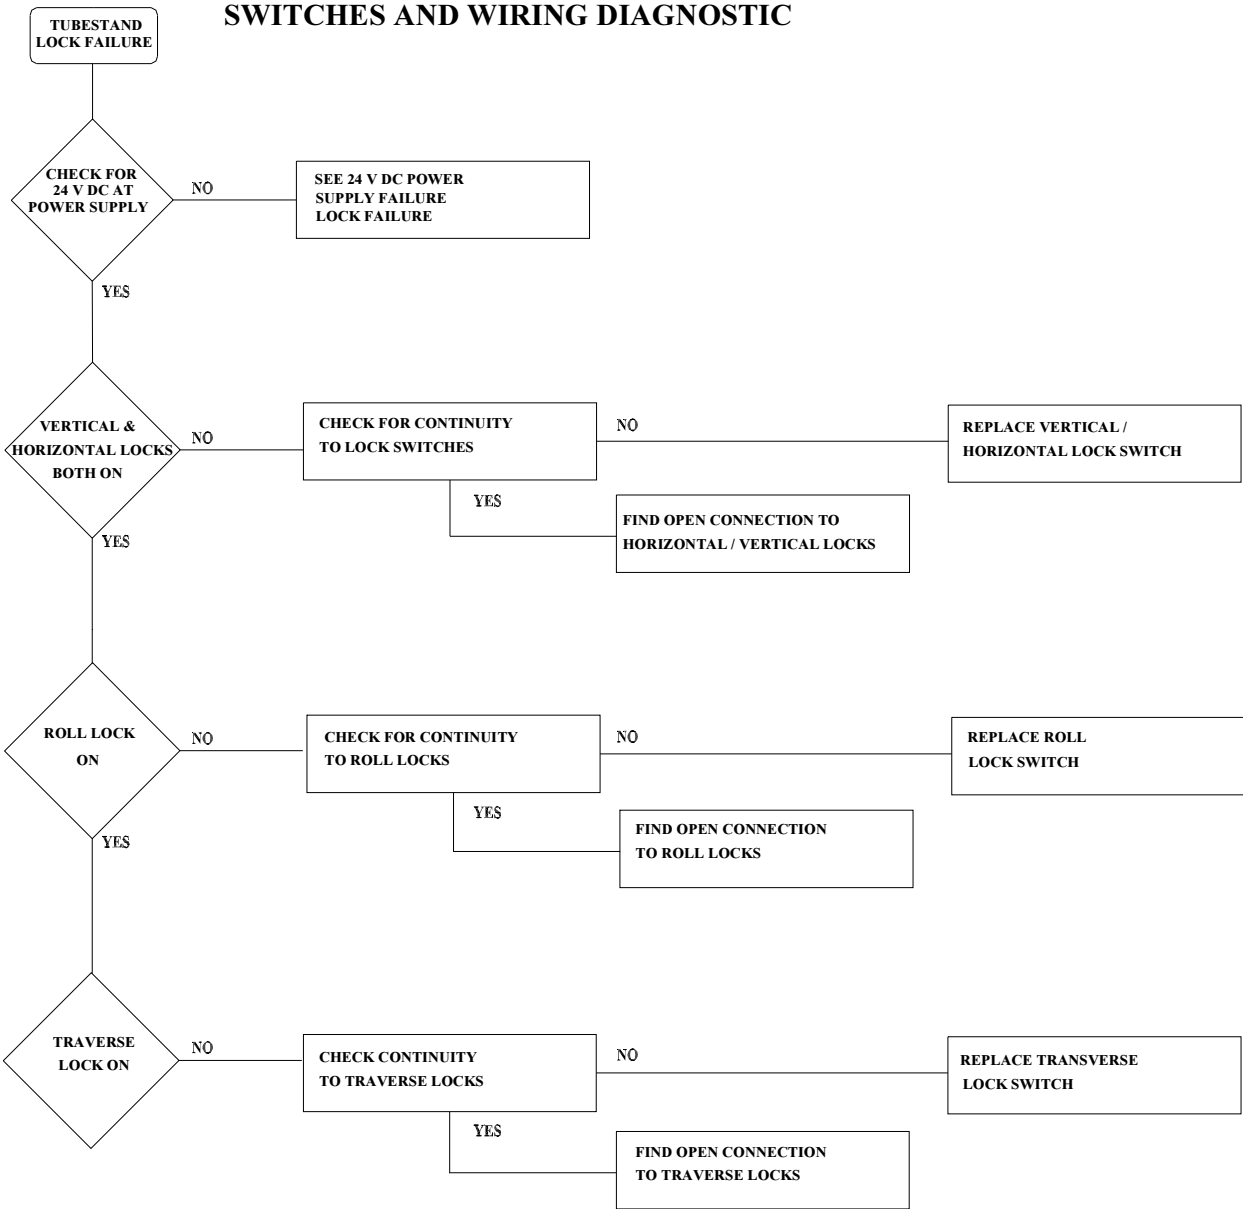 SWITCHES AND WIRING DIAGNOSTIC
TUBESTAND
LOCK FAILURE
CHECK FOR
24 V DC AT
POWER SUPPLY
NO
SEE 24 V DC POWER
SUPPLY FAILURE
LOCK FAILURE
YES
VERTICAL &
HORIZONTAL LOCKS
BOTH ON
NO
CHECK FOR CONTINUITY
TO LOCK SWITCHES
NO
REPLACE VERTICAL /
HORIZONTAL LOCK SWITCH
YES
FIND OPEN CONNECTION TO
HORIZONTAL / VERTICAL LOCKS
YES
ROLL LOCK
ON
NO
CHECK FOR CONTINUITY
TO ROLL LOCKS
NO
REPLACE ROLL
LOCK SWITCH
YES
FIND OPEN CONNECTION
TO ROLL LOCKS
YES
TRAVERSE
LOCK ON
NO
CHECK CONTINUITY
TO TRAVERSE LOCKS
NO
REPLACE TRANSVERSE
LOCK SWITCH
YES
FIND OPEN CONNECTION
TO TRAVERSE LOCKS